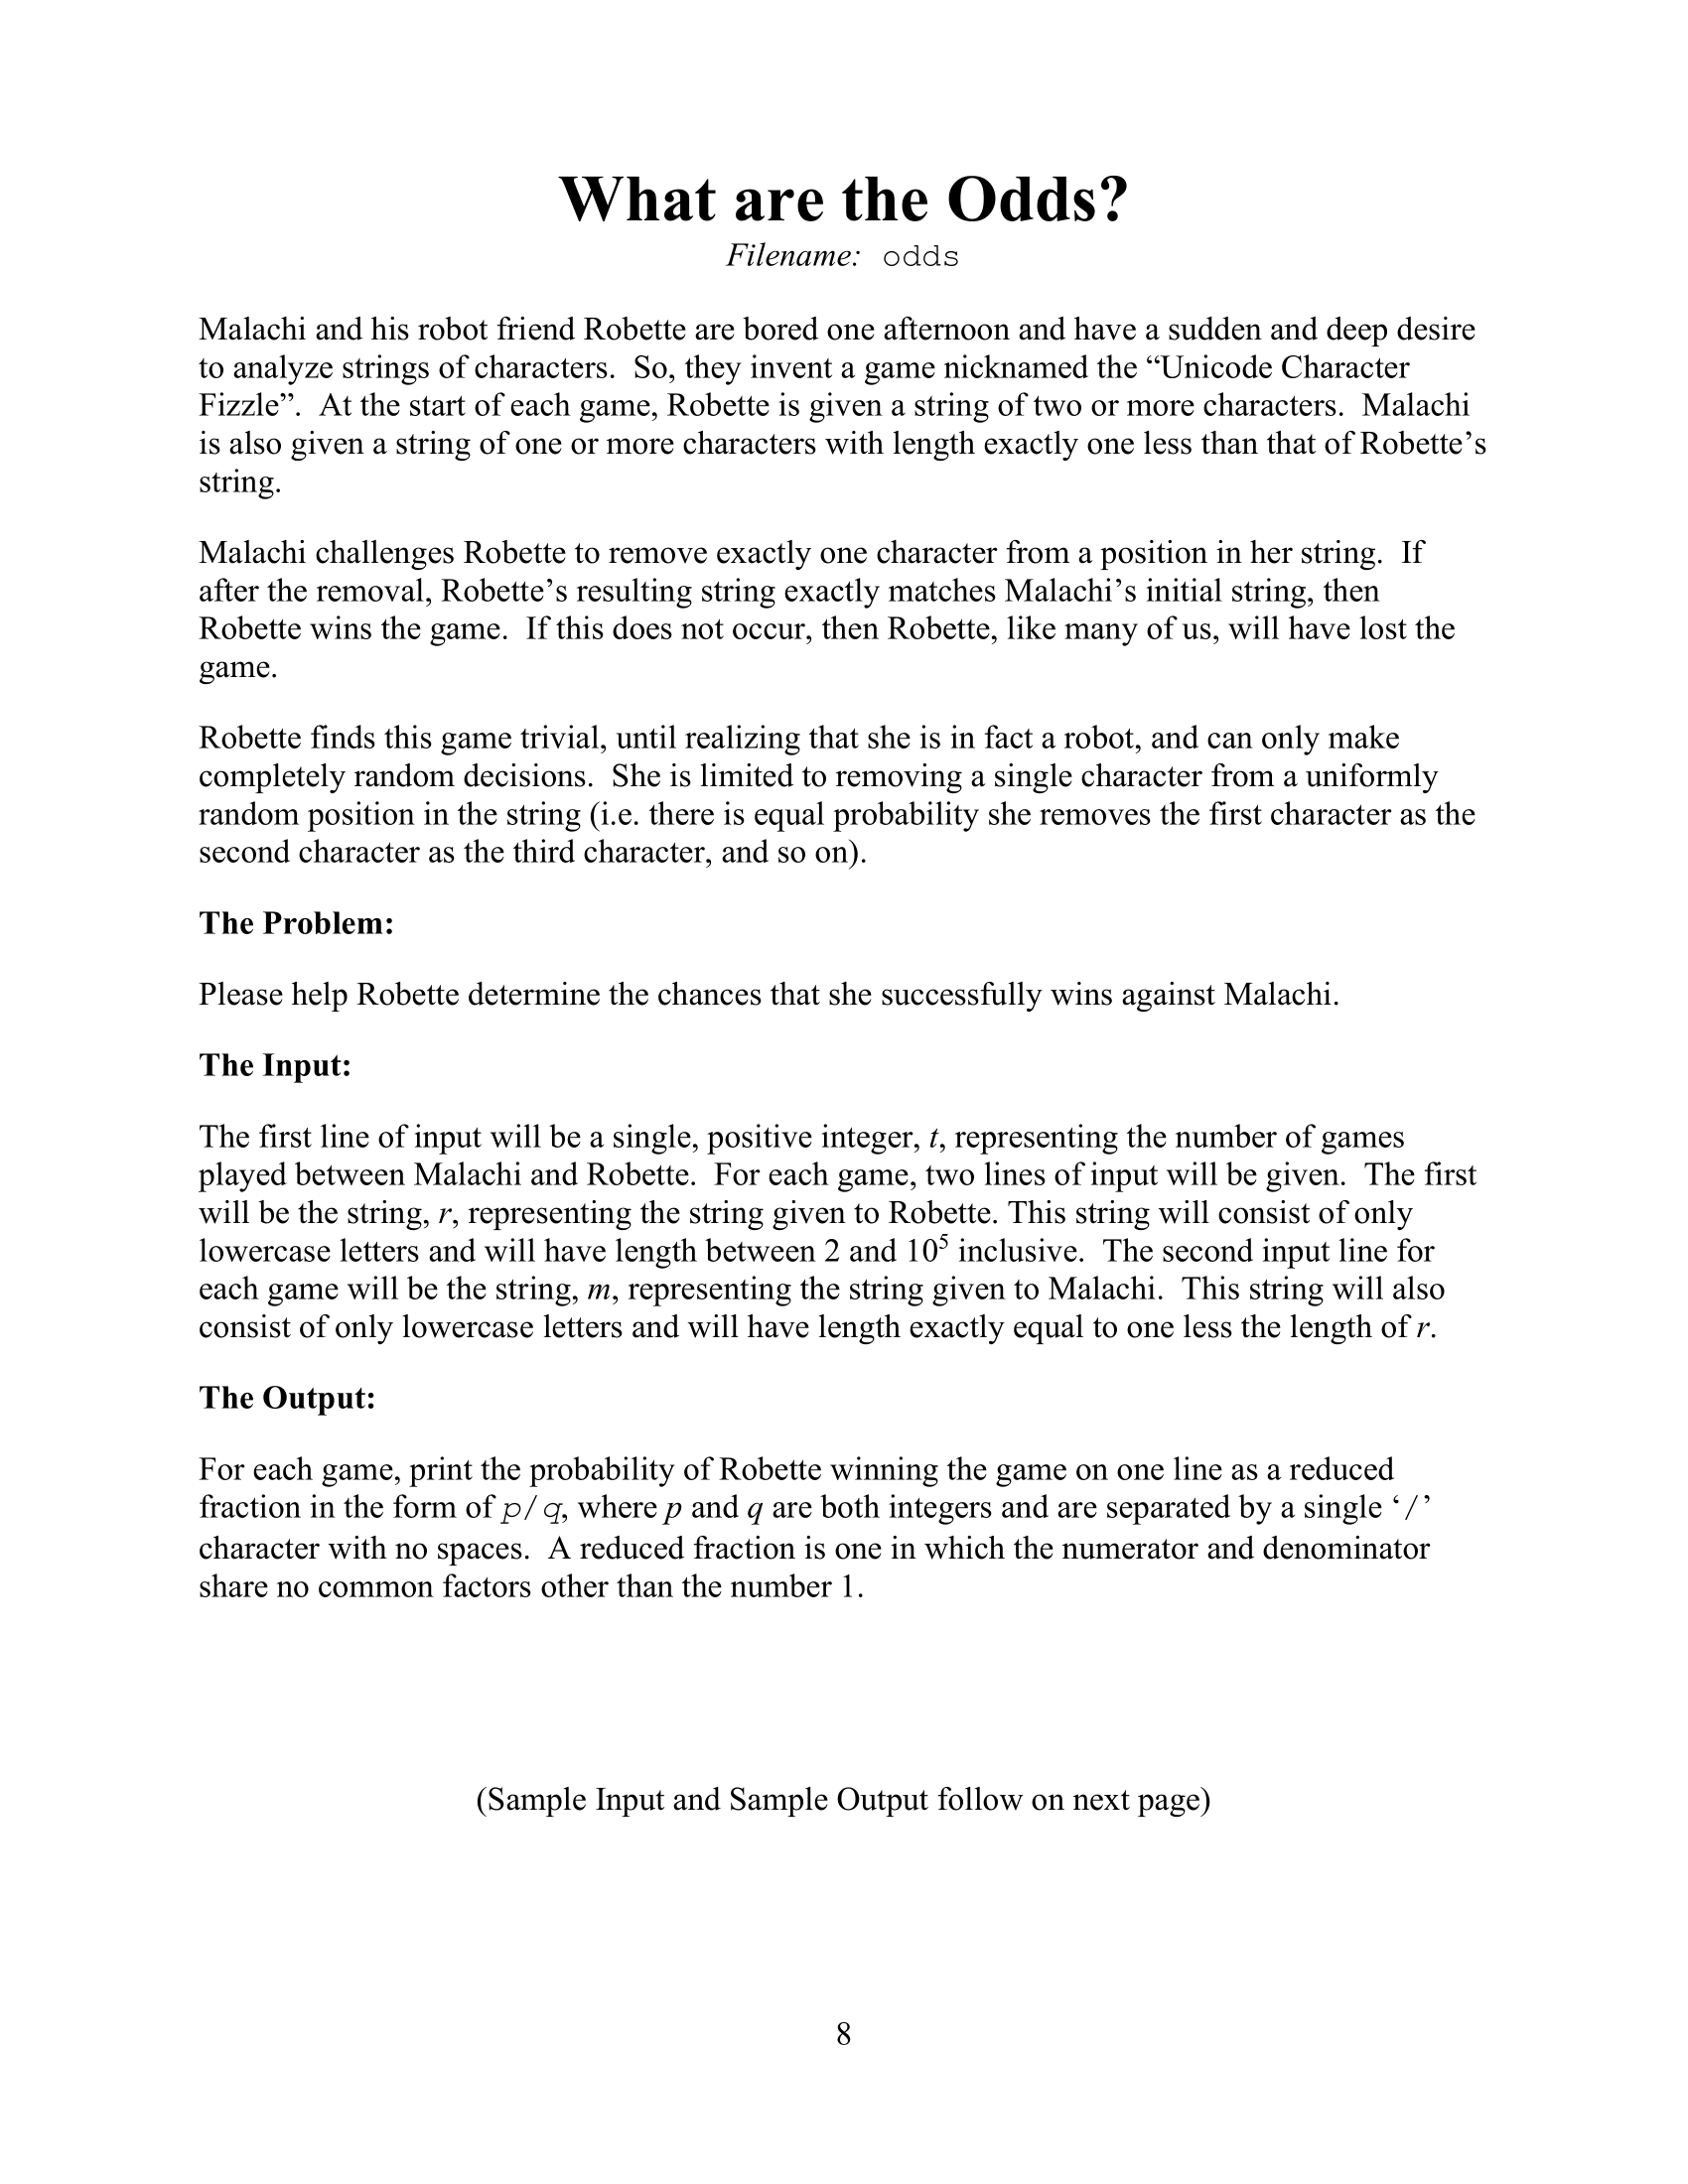 What are the Odds?
Filename: odds
Malachi and his robot friend Robette are bored one afternoon and have a sudden and deep desire
to analyze strings of characters.  So, they invent a game nicknamed the “Unicode Character
Fizzle”.  At the start of each game, Robette is given a string of two or more characters.  Malachi
is also given a string of one or more characters with length exactly one less than that of Robette’s
string.
Malachi challenges Robette to remove exactly one character from a position in her string.  If
after the removal, Robette’s resulting string exactly matches Malachi’s initial string, then
Robette wins the game.  If this does not occur, then Robette, like many of us, will have lost the
game.
Robette finds this game trivial, until realizing that she is in fact a robot, and can only make
completely random decisions.  She is limited to removing a single character from a uniformly
random position in the string (i.e. there is equal probability she removes the first character as the
second character as the third character, and so on).
The Problem:
Please help Robette determine the chances that she successfully wins against Malachi.
The Input:
The first line of input will be a single, positive integer, t, representing the number of games
played between Malachi and Robette.  For each game, two lines of input will be given.  The first
will be the string, r, representing the string given to Robette. This string will consist of only
lowercase letters and will have length between 2 and 10⁵ inclusive.  The second input line for
each game will be the string, m, representing the string given to Malachi.  This string will also
consist of only lowercase letters and will have length exactly equal to one less the length of r.
The Output:
For each game, print the probability of Robette winning the game on one line as a reduced
fraction in the form of p/q, where p and q are both integers and are separated by a single ‘/’
character with no spaces.  A reduced fraction is one in which the numerator and denominator
share no common factors other than the number 1.
(Sample Input and Sample Output follow on next page)
8